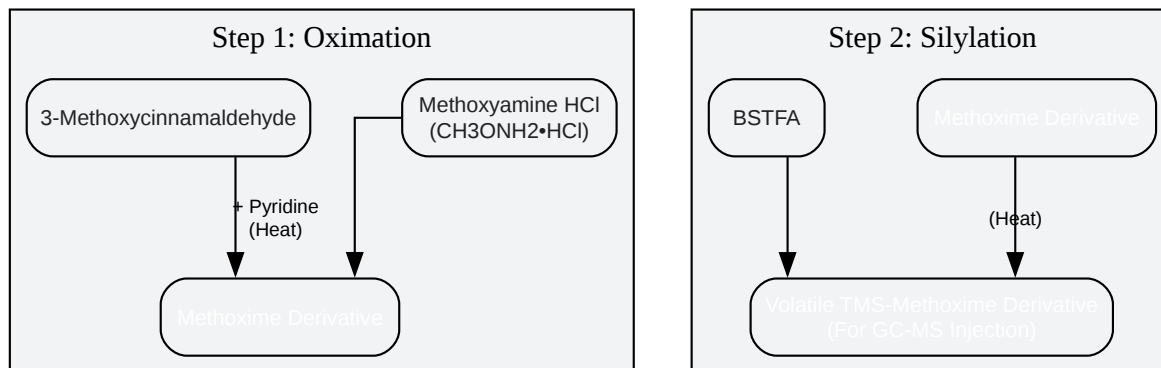 Step 1: Oximation
3-Methoxycinnamaldehyde
Methoxyamine HCl
(CH3ONH2•HCl)
+ Pyridine
(Heat)
Methoxime Derivative
Step 2: Silylation
BSTFA
Methoxime Derivative
(Heat)
Volatile TMS-Methoxime Derivative
(For GC-MS Injection)